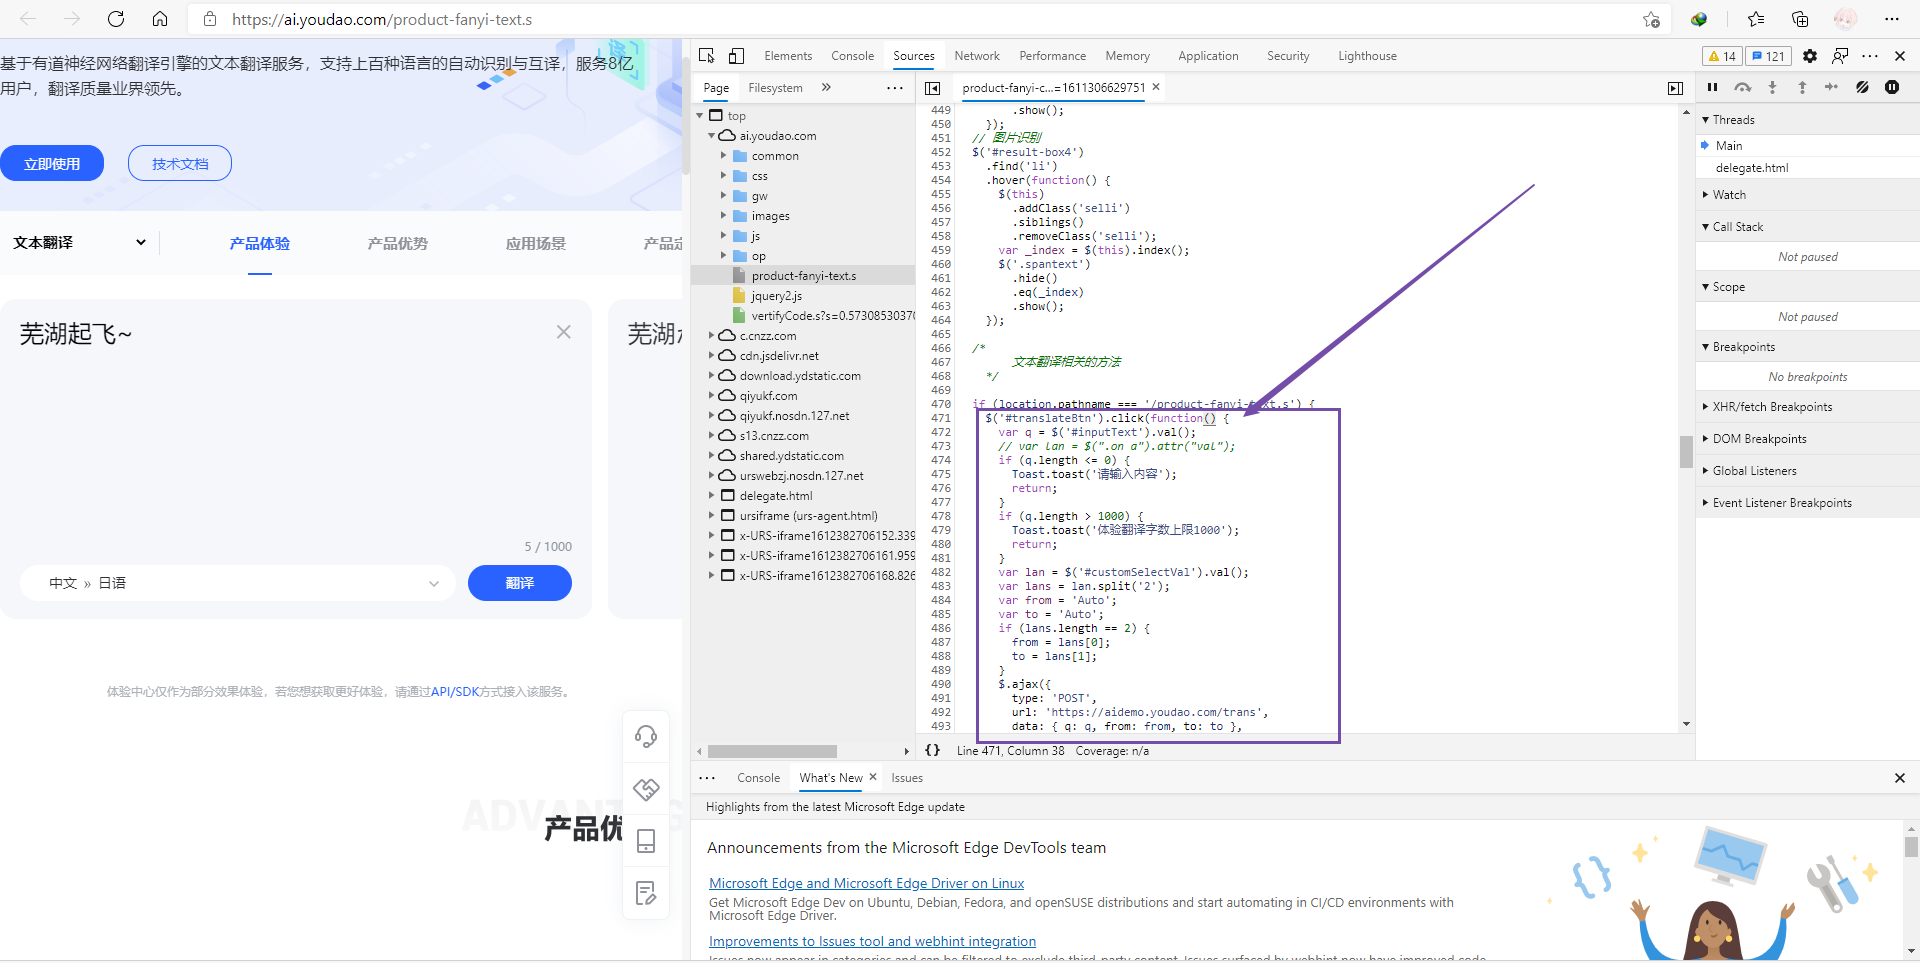 https://ai.youdao.com/product-fanyi-text.s
基于有道神经网络翻译引擎的文本翻译服务，支持上百种语言的自动识别与互译，服务8亿
用户，翻译质量业界领先。
立即使用
技术文档
文本翻译
产品体验
产品优势
应用场景
产品定
芜湖起飞~
芜湖
5 / 1000
中文 » 日语
翻译
体验中心仅作为部分效果体验，若您想获取更好体验，请通过API/SDK方式接入该服务。
产品优
Elements
Console
Sources
Network
Performance
Memory
Application
Security
Lighthouse
14
121
Page
Filesystem
product-fanyi-c...=1611306629751
top
ai.youdao.com
common
css
gw
images
js
op
product-fanyi-text.s
jquery2.js
vertifyCode.s?s=0.5730853037
c.cnzz.com
cdn.jsdelivr.net
download.ydstatic.com
qiyukf.com
qiyukf.nosdn.127.net
s13.cnzz.com
shared.ydstatic.com
urswebzj.nosdn.127.net
delegate.html
ursiframe (urs-agent.html)
x-URS-iframe1612382706152.339
x-URS-iframe1612382706161.959
x-URS-iframe1612382706168.826
449 .show();
450 });
451 // 图片识别
452 $('#result-box4')
453 .find('li')
454 .hover(function() {
455 $(this)
456 .addClass('selli')
457 .siblings()
458 .removeClass('selli');
459 var _index = $(this).index();
460 $('.spantext')
461 .hide()
462 .eq(_index)
463 .show();
464 });
465
466 /*
467 文本翻译相关的方法
468 */
469
470 if (location.pathname === '/product-fanyi-text.s') {
471 $('#translateBtn').click(function() {
472 var q = $('#inputText').val();
473 // var lan = $(".on a").attr("val");
474 if (q.length <= 0) {
475 Toast.toast('请输入内容');
476 return;
477 }
478 if (q.length > 1000) {
479 Toast.toast('体验翻译字数上限1000');
480 return;
481 }
482 var lan = $('#customSelectVal').val();
483 var lans = lan.split('2');
484 var from = 'Auto';
485 var to = 'Auto';
486 if (lans.length == 2) {
487 from = lans[0];
488 to = lans[1];
489 }
490 $.ajax({
491 type: 'POST',
492 url: 'https://aidemo.youdao.com/trans',
493 data: { q: q, from: from, to: to },
{} Line 471, Column 38 Coverage: n/a
Threads
Main
delegate.html
Watch
Call Stack
Not paused
Scope
Not paused
Breakpoints
No breakpoints
XHR/fetch Breakpoints
DOM Breakpoints
Global Listeners
Event Listener Breakpoints
Console
What's New
Issues
Highlights from the latest Microsoft Edge update
Announcements from the Microsoft Edge DevTools team
Microsoft Edge and Microsoft Edge Driver on Linux
Get Microsoft Edge Dev on Ubuntu, Debian, Fedora, and openSUSE distributions and start automating in CI/CD environments with
Microsoft Edge Driver.
Improvements to Issues tool and webhint integration